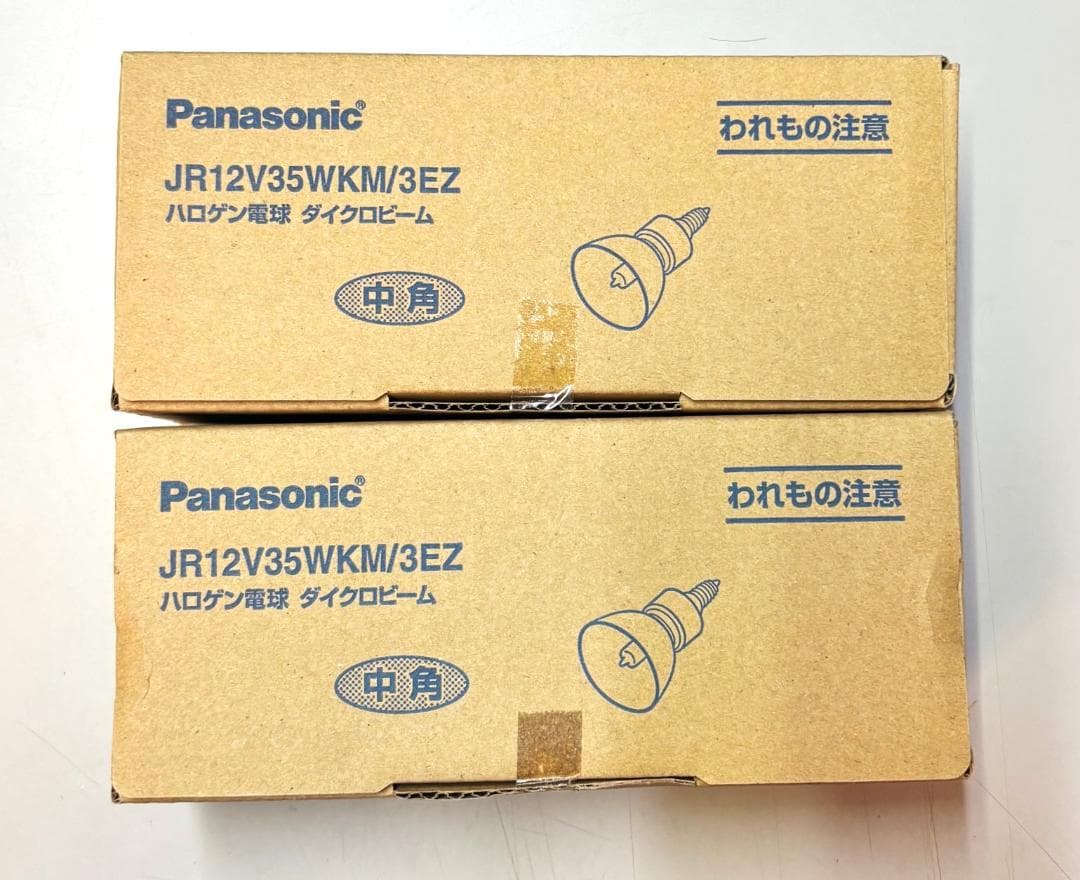 Panasonic®
われもの注意
JR12V35WKM/3EZ
ハロゲン電球 ダイクロビーム
中角
Panasonic®
われもの注意
JR12V35WKM/3EZ
ハロゲン電球 ダイクロビーム
中角